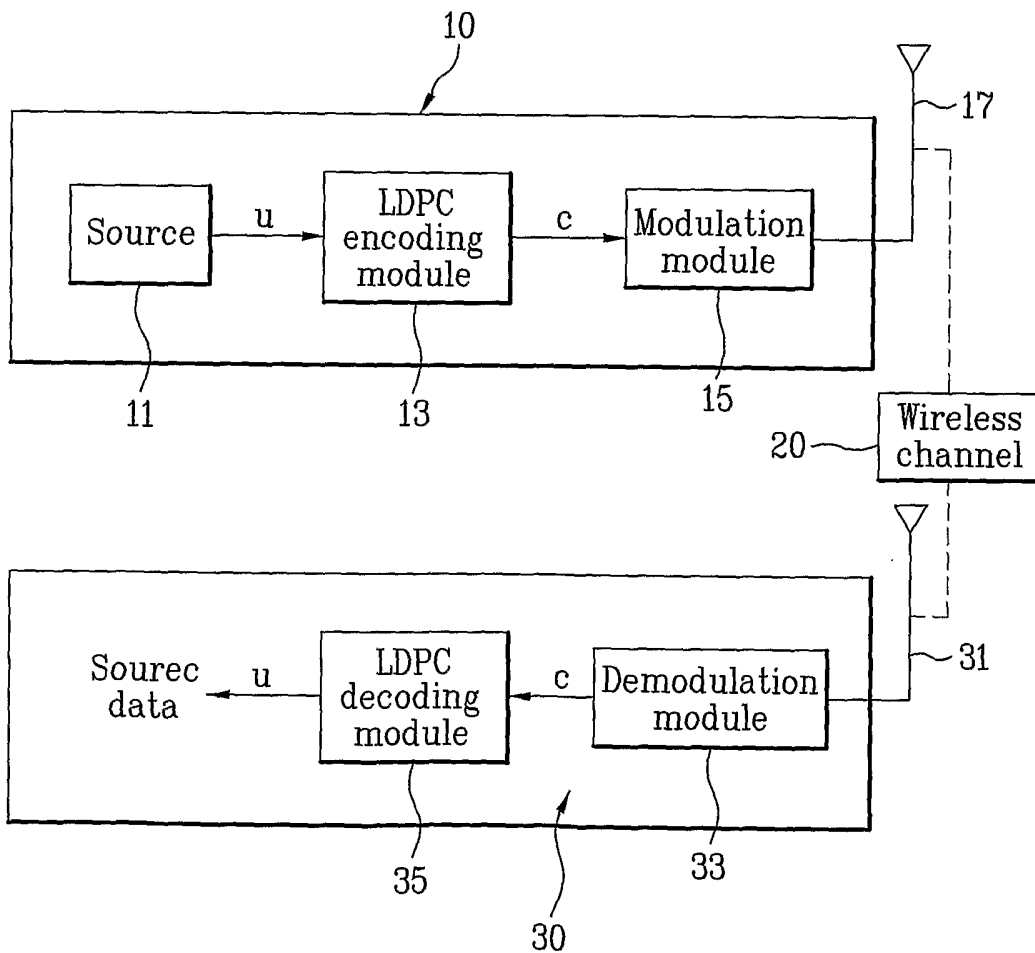 10
17
Source
u
LDPC
encoding
module
c
Modulation
module
11
13
15
20
Wireless
channel
Sourec
data
u
LDPC
decoding
module
c
Demodulation
module
31
35
33
30